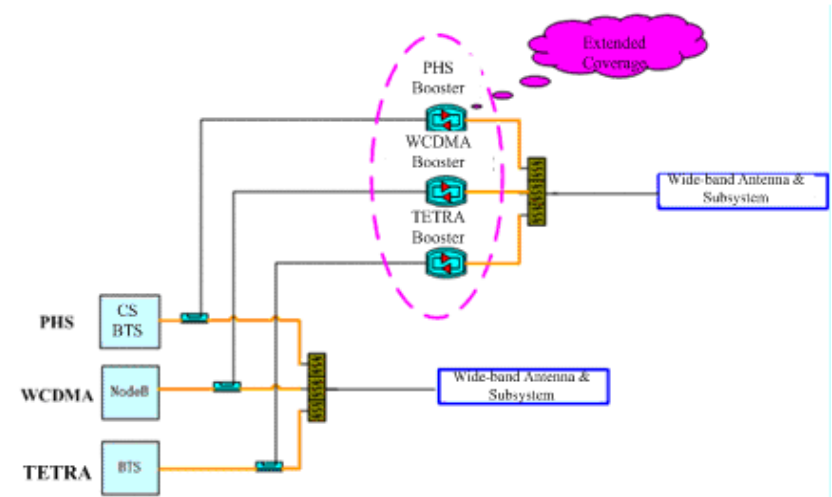 Extended
Coverage
PHS
Booster
WCDMA
Booster
TETRA
Booster
Wide-band Antenna &
Subsystem
PHS
CS
BTS
WCDMA
NodeB
Wide-band Antenna &
Subsystem
TETRA
BTS